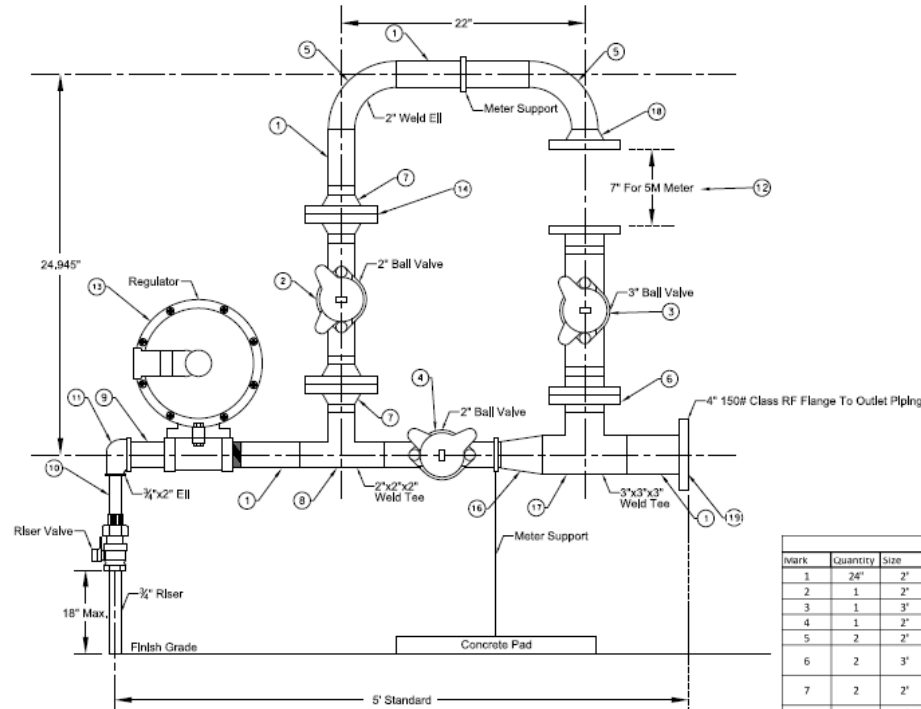 22"
1
5
5
Meter Support
2" Weld Ell
18
1
7
14
7" For 5M Meter
12
24.945"
Regulator
13
2" Ball Valve
2
3" Ball Valve
3
4
6
4" 150# Class RF Flange To Outlet Piping
11
9
7
2" Ball Valve
10
¾"x2" Ell
1
8
2"x2"x2"
Weld Tee
16
17
3"x3"x3"
Weld Tee
1
19
Riser Valve
Meter Support
18" Max.
¾" Riser
Finish Grade
Concrete Pad
5' Standard
Mark Quantity Size
1 24" 2"
2 1 2"
3 1 3"
4 1 2"
5 2 2"
6 2 3"
7 2 2"